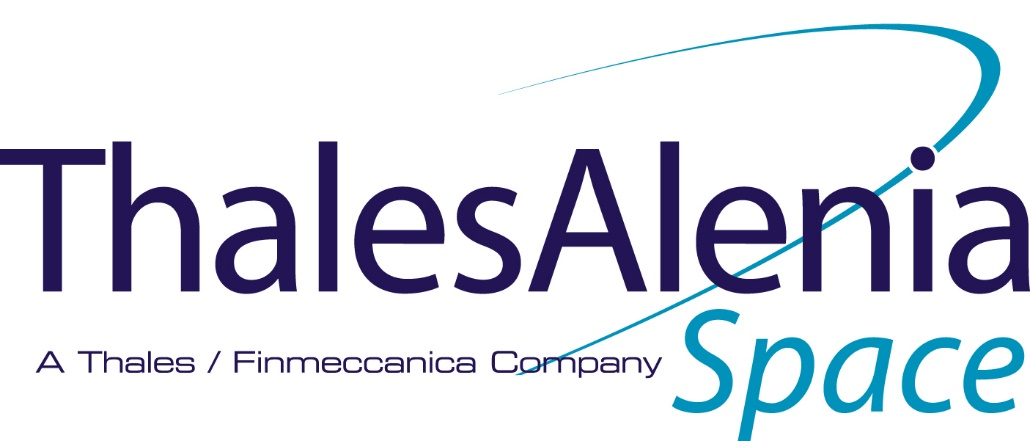 ThalesAlenia
Space
A Thales / Finmeccanica Company